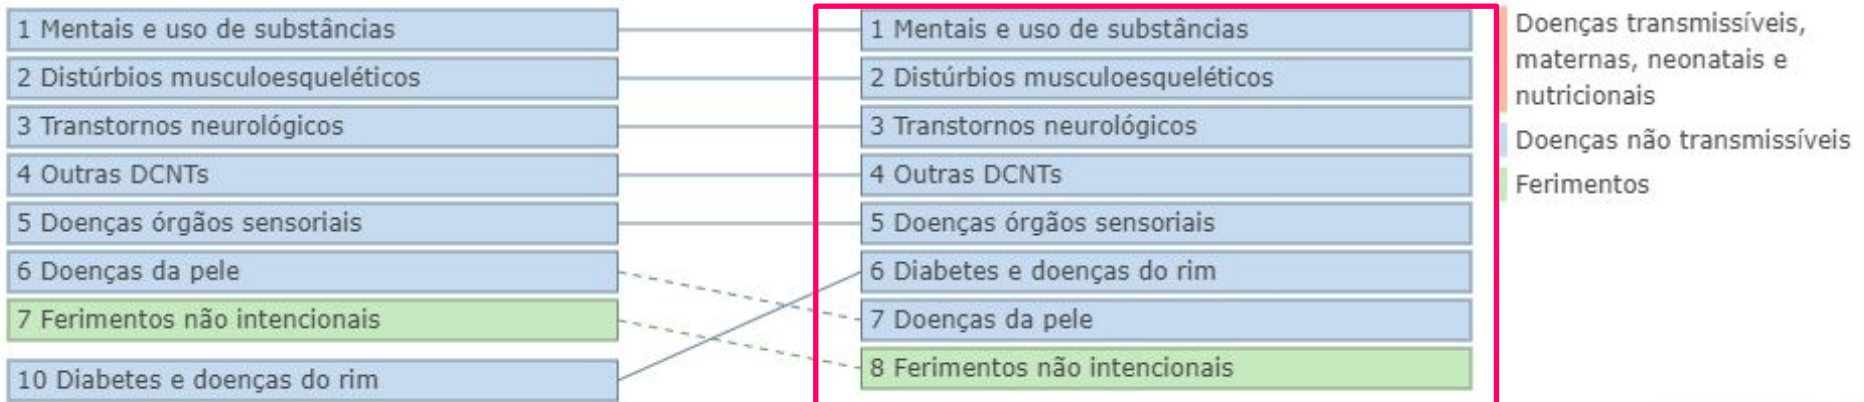 1 Mentais e uso de substâncias
2 Distúrbios musculoesqueléticos
3 Transtornos neurológicos
4 Outras DCNTs
5 Doenças órgãos sensoriais
6 Doenças da pele
7 Ferimentos não intencionais
10 Diabetes e doenças do rim
1 Mentais e uso de substâncias
2 Distúrbios musculoesqueléticos
3 Transtornos neurológicos
4 Outras DCNTs
5 Doenças órgãos sensoriais
6 Diabetes e doenças do rim
7 Doenças da pele
8 Ferimentos não intencionais
Doenças transmissíveis,
maternas, neonatais e
nutricionais
Doenças não transmissíveis
Ferimentos